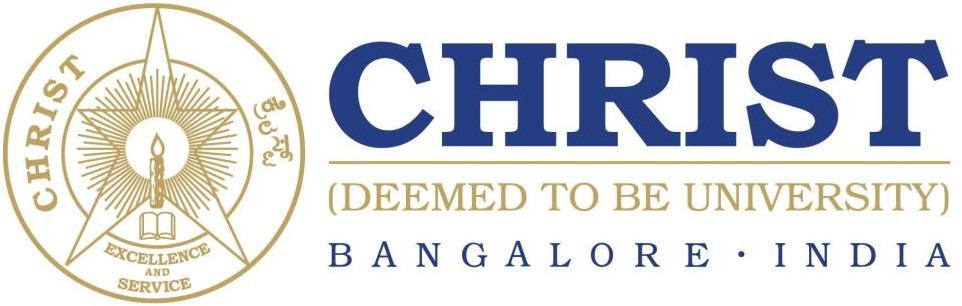 CHRIST
EXCELLENCE
AND
SERVICE
CHRIST
(DEEMED TO BE UNIVERSITY)
BANGALORE · INDIA